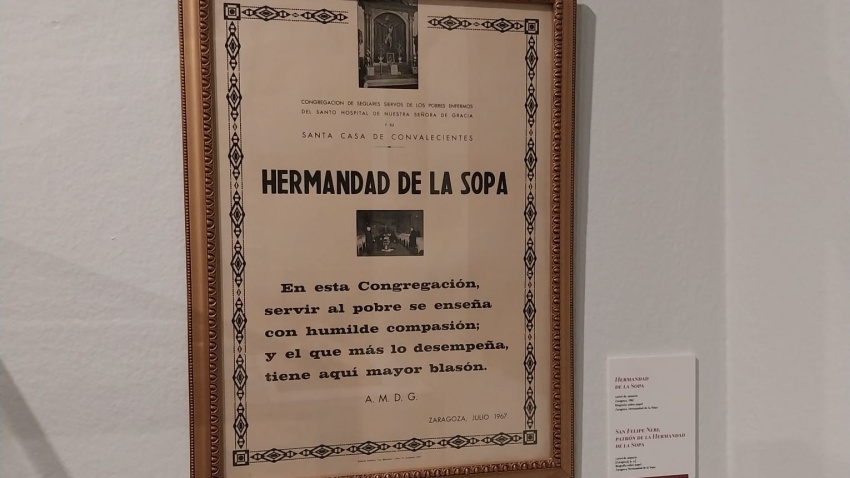 CONGREGACION DE SEGLARES SIERVOS DE LOS POBRES ENFERMOS
DEL SANTO HOSPITAL DE NUESTRA SEÑORA DE GRACIA
Y SU
SANTA CASA DE CONVALECIENTES
HERMANDAD DE LA SOPA
En esta Congregación,
servir al pobre se enseña
con humilde compasión;
y el que más lo desempeña,
tiene aquí mayor blasón.
A. M. D. G.
ZARAGOZA, JULIO 1967
HERMANDAD
DE LA SOPA
SAN FELIPE NERI,
PATRÓN DE LA HERMANDAD
DE LA SOPA